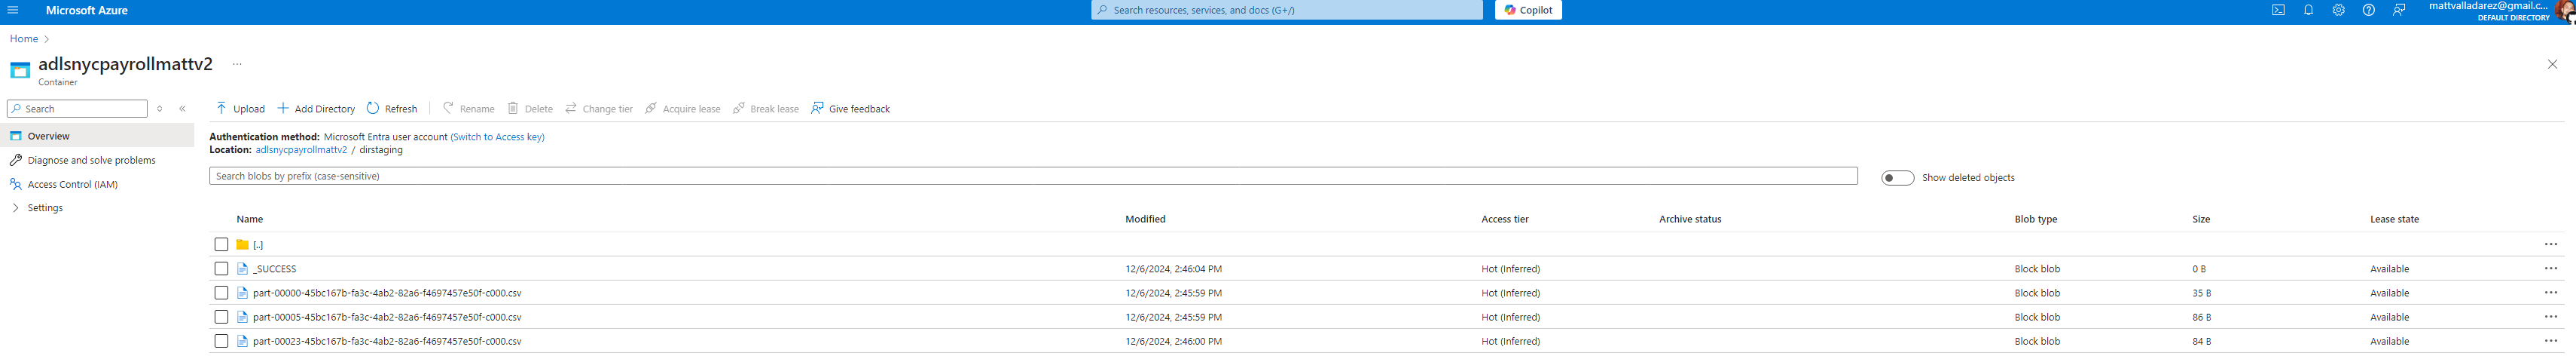 Microsoft Azure
Search resources, services, and docs (G+/)
Copilot
mattvalladarez@gmail.c...
DEFAULT DIRECTORY
Home
adlsnycpayrollmattv2 ...
Container
Search
Upload Add Directory Refresh Rename Delete Change tier Acquire lease Break lease Give feedback
Overview
Diagnose and solve problems
Access Control (IAM)
Settings
Authentication method: Microsoft Entra user account (Switch to Access key)
Location: adlsnycpayrollmattv2 / dirstaging
Search blobs by prefix (case-sensitive)
Show deleted objects
Name Modified Access tier Archive status Blob type Size Lease state
[..]
_SUCCESS 12/6/2024, 2:46:04 PM Hot (Inferred) Block blob 0 B Available
part-00000-45bc167b-fa3c-4ab2-82a6-f4697457e50f-c000.csv 12/6/2024, 2:45:59 PM Hot (Inferred) Block blob 35 B Available
part-00005-45bc167b-fa3c-4ab2-82a6-f4697457e50f-c000.csv 12/6/2024, 2:45:59 PM Hot (Inferred) Block blob 86 B Available
part-00023-45bc167b-fa3c-4ab2-82a6-f4697457e50f-c000.csv 12/6/2024, 2:46:00 PM Hot (Inferred) Block blob 84 B Available